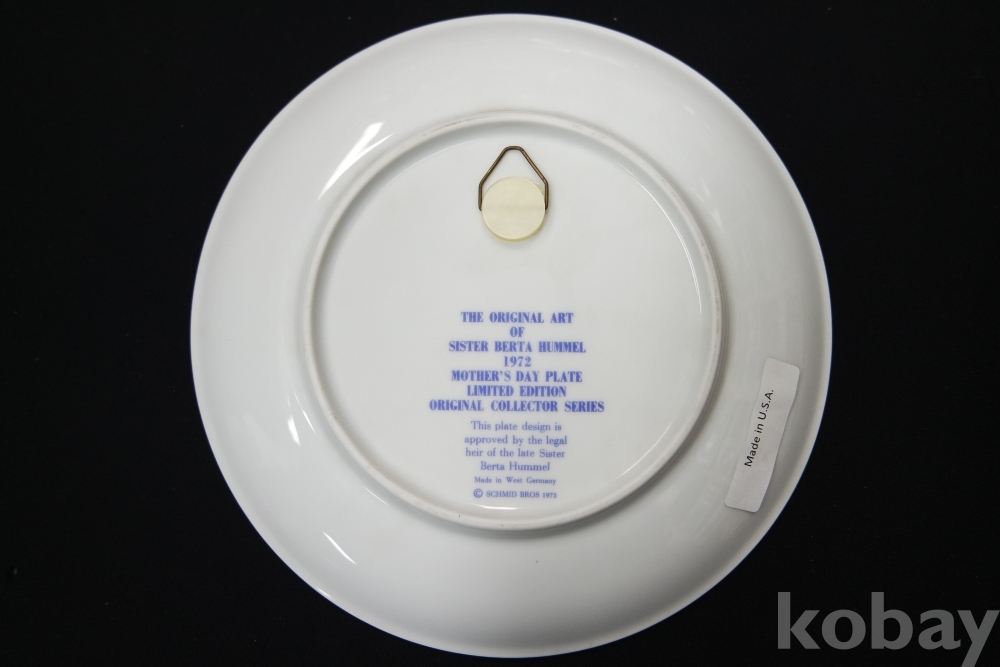 THE ORIGINAL ART
OF
SISTER BERTA HUMMEL
1972
MOTHER'S DAY PLATE
LIMITED EDITION
ORIGINAL COLLECTOR SERIES
This plate design is
approved by the legal
heir of the late Sister
Berta Hummel
Made in West Germany
© SCHMID BROS 1972
Made in U.S.A.
kobay